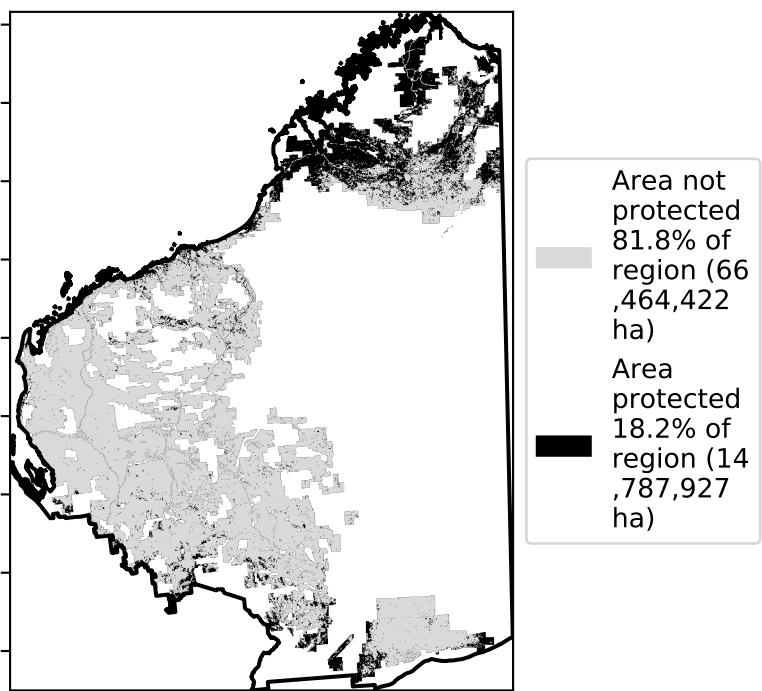 Area not
protected
81.8% of
region (66
,464,422
ha)
Area
protected
18.2% of
region (14
,787,927
ha)